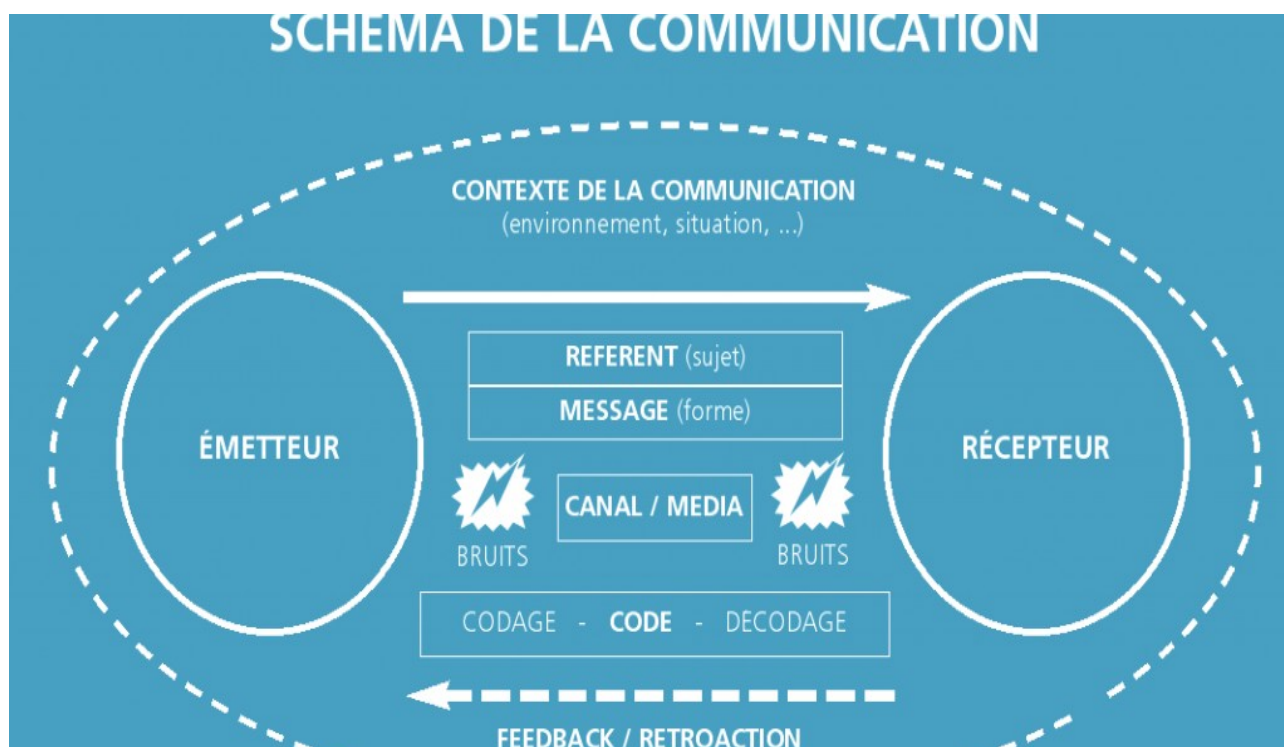 SCHEMA DE LA COMMUNICATION
CONTEXTE DE LA COMMUNICATION
(environnement, situation, ...)
REFERENT (sujet)
MESSAGE (forme)
ÉMETTEUR
RÉCEPTEUR
CANAL / MEDIA
BRUITS
BRUITS
CODAGE - CODE - DÉCODAGE
FEEDBACK / RETROACTION